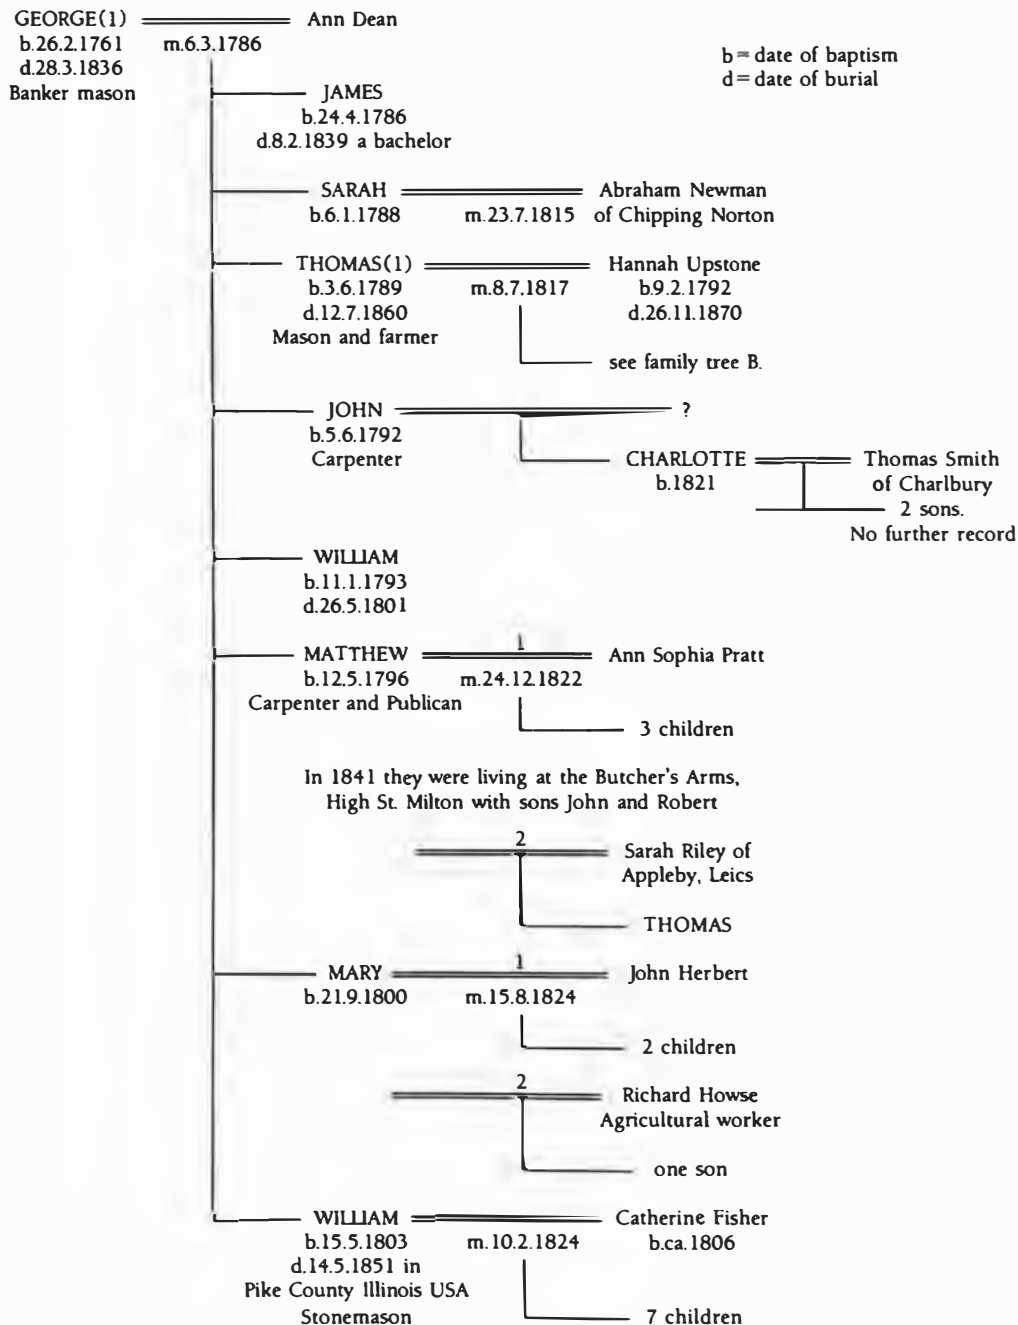 GEORGE(1) Ann Dean
b.26.2.1761 m.6.3.1786
d.28.3.1836
Banker mason
b=date of baptism
d=date of burial
JAMES
b.24.4.1786
d.8.2.1839 a bachelor
SARAH Abraham Newman
b.6.1.1788 m.23.7.1815 of Chipping Norton
THOMAS(1) Hannah Upstone
b.3.6.1789 m.8.7.1817 b.9.2.1792
d.12.7.1860 d.26.11.1870
Mason and farmer
see family tree B.
JOHN ?
b.5.6.1792
Carpenter
CHARLOTTE Thomas Smith
b.1821 of Charlbury
2 sons.
No further record
WILLIAM
b.11.1.1793
d.26.5.1801
1
MATTHEW Ann Sophia Pratt
b.12.5.1796 m.24.12.1822
Carpenter and Publican
3 children
In 1841 they were living at the Butcher's Arms,
High St. Milton with sons John and Robert
2
Sarah Riley of
Appleby, Leics
THOMAS
1
MARY John Herbert
b.21.9.1800 m.15.8.1824
2 children
2
Richard Howse
Agricultural worker
one son
WILLIAM Catherine Fisher
b.15.5.1803 m.10.2.1824 b.ca.1806
d.14.5.1851 in
Pike County Illinois USA
Stonemason 7 children